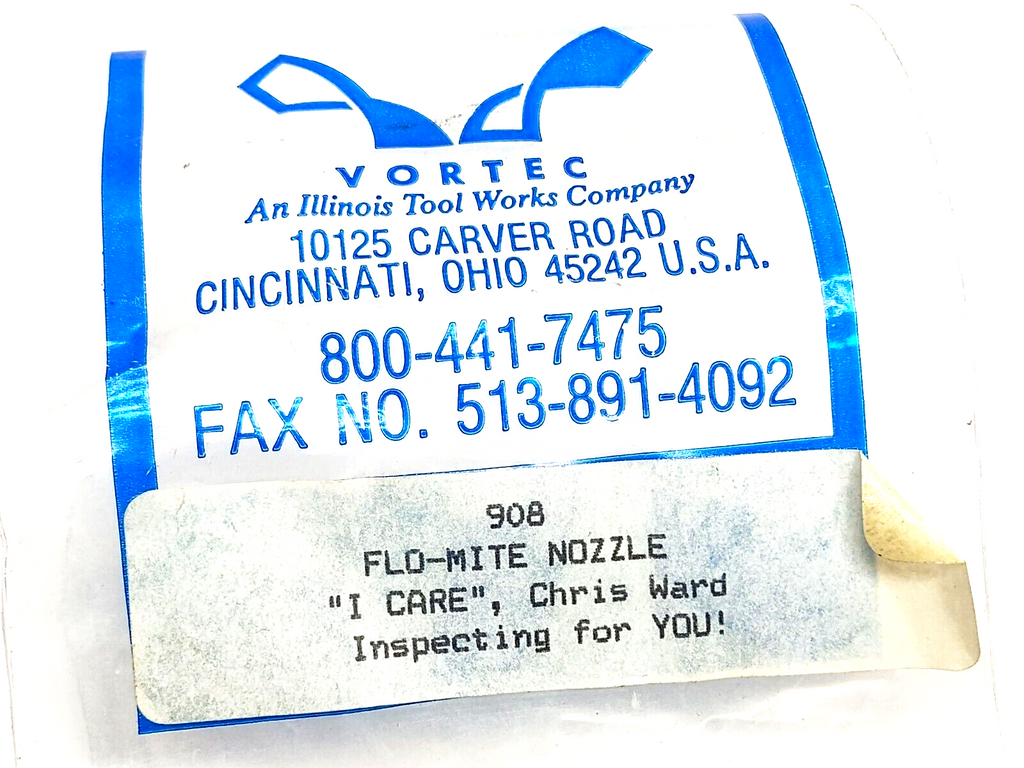 VORTEC
An Illinois Tool Works Company
10125 CARVER ROAD
CINCINNATI, OHIO 45242 U.S.A.
800-441-7475
FAX NO. 513-891-4092
908
FLO-MITE NOZZLE
"I CARE", Chris Ward
Inspecting for YOU!